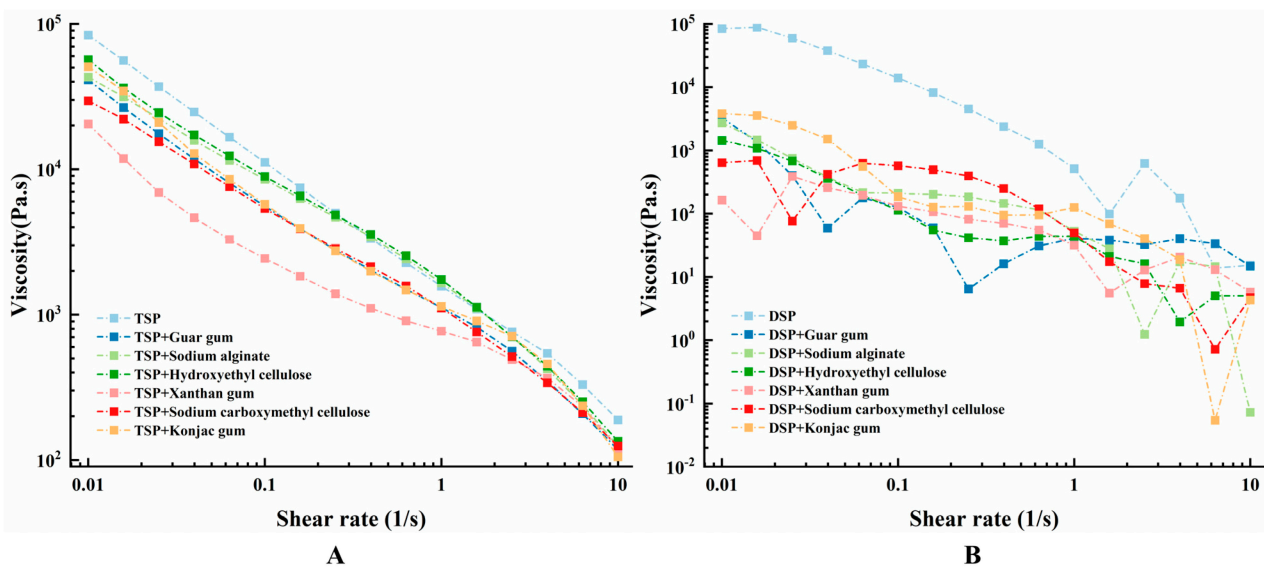 Viscosity(Pa.s)
10^5
10^4
10^3
10^2
TSP
TSP+Guar gum
TSP+Sodium alginate
TSP+Hydroxyethyl cellulose
TSP+Xanthan gum
TSP+Sodium carboxymethyl cellulose
TSP+Konjac gum
0.01 0.1 1 10
Shear rate (1/s)
A
Viscosity(Pa.s)
10^5
10^4
10^3
10^2
10^1
10^0
10^-1
10^-2
DSP
DSP+Guar gum
DSP+Sodium alginate
DSP+Hydroxyethyl cellulose
DSP+Xanthan gum
DSP+Sodium carboxymethyl cellulose
DSP+Konjac gum
0.01 0.1 1 10
Shear rate (1/s)
B